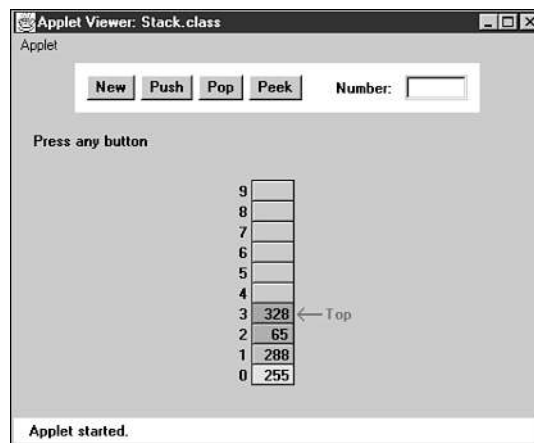 Applet Viewer: Stack.class
Applet
New Push Pop Peek Number:
Press any button
9
8
7
6
5
4
3 328 Top
2 65
1 288
0 255
Applet started.